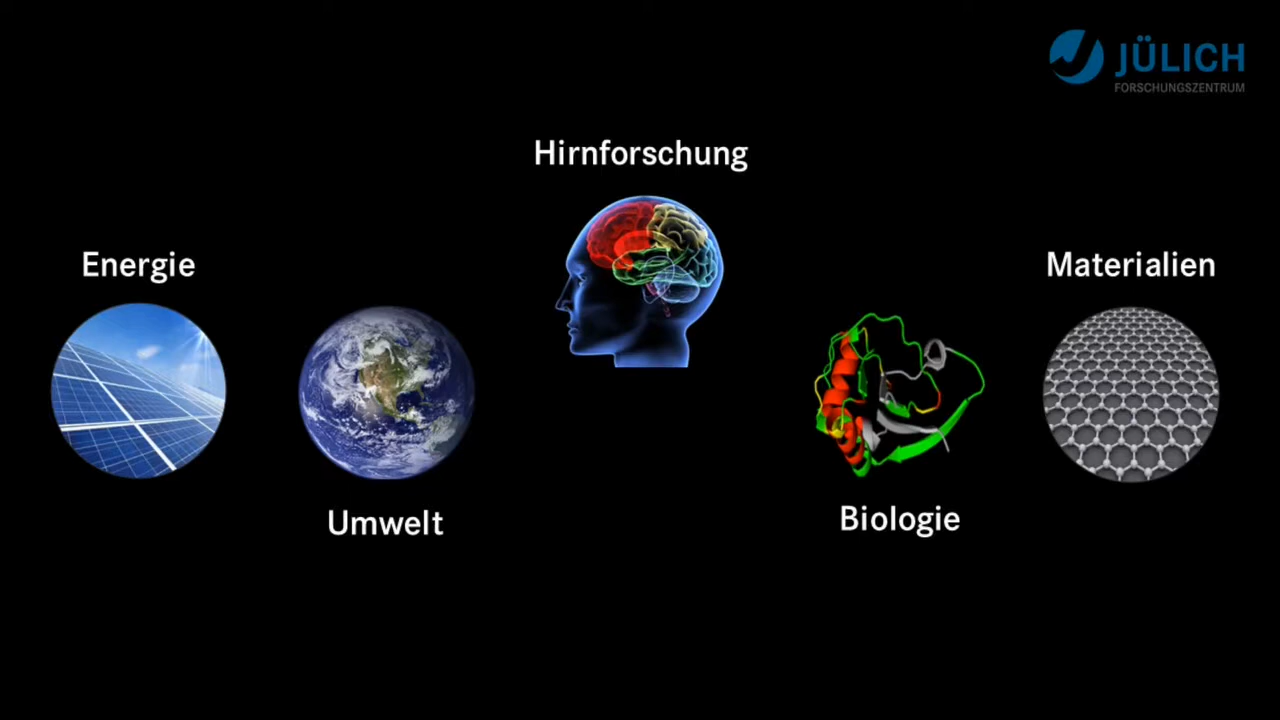 JÜLICH
FORSCHUNGSZENTRUM
Hirnforschung
Energie
Materialien
Umwelt
Biologie